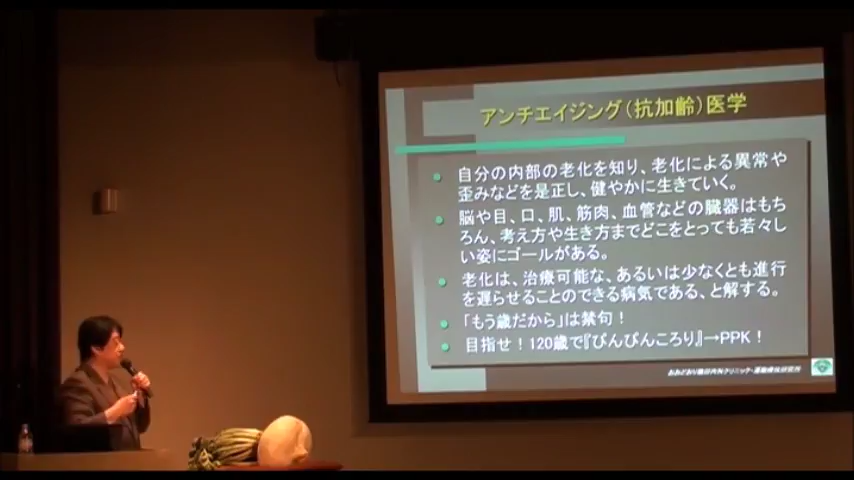 アンチエイジング（抗加齢）医学
自分の内部の老化を知り、老化による異常や
歪みなどを是正し、健やかに生きていく。
脳や目、口、肌、筋肉、血管などの臓器はもち
ろん、考え方や生き方までどこをとっても若々し
い姿にゴールがある。
老化は、治療可能な、あるいは少なくとも進行
を遅らせることのできる病気である、と解する。
「もう歳だから」は禁句！
目指せ！120歳で『ぴんぴんころり』→PPK！